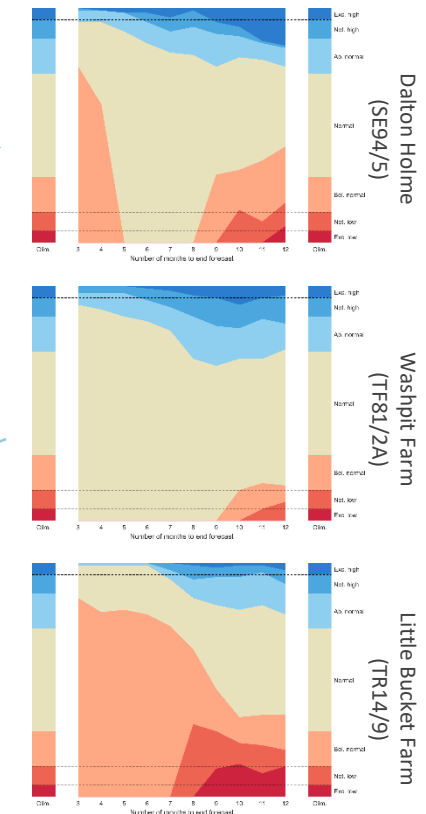 Exc. high
Not. high
Ab. normal
Normal
Bel. normal
Not. low
Exc. low
Clim. 3 4 5 6 7 8 9 10 11 12 Clim.
Number of months to end forecast
Dalton Holme
(SE94/5)
Exc. high
Not. high
Ab. normal
Normal
Bel. normal
Not. low
Exc. low
Clim. 3 4 5 6 7 8 9 10 11 12 Clim.
Number of months to end forecast
Washpit Farm
(TF81/2A)
Exc. high
Not. high
Ab. normal
Normal
Bel. normal
Not. low
Exc. low
Clim. 3 4 5 6 7 8 9 10 11 12 Clim.
Number of months to end forecast
Little Bucket Farm
(TR14/9)